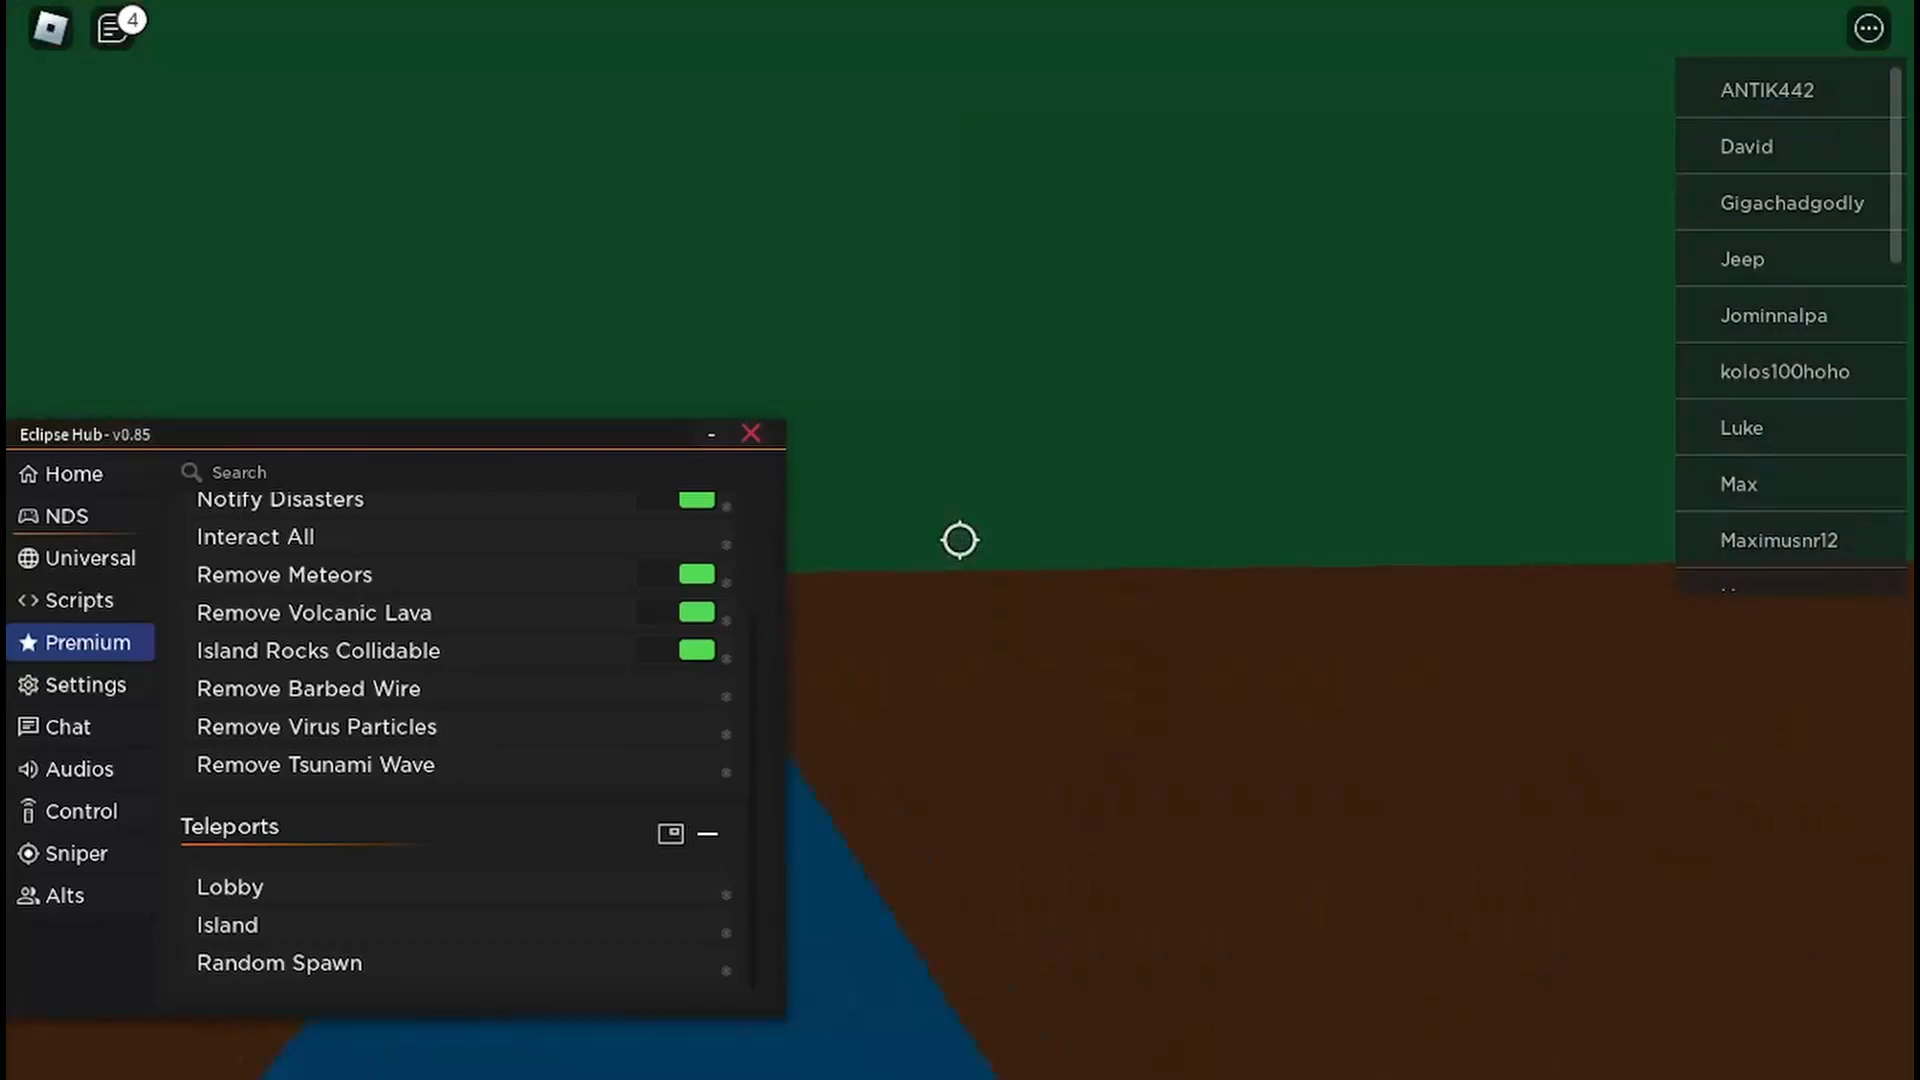 4
ANTIK442
David
Gigachadgodly
Jeep
Jominnalpa
kolos100hoho
Luke
Max
Maximusnr12
Eclipse Hub - v0.85
Home
NDS
Universal
Scripts
Premium
Settings
Chat
Audios
Control
Sniper
Alts
Search
Notify Disasters
Interact All
Remove Meteors
Remove Volcanic Lava
Island Rocks Collidable
Remove Barbed Wire
Remove Virus Particles
Remove Tsunami Wave
Teleports
Lobby
Island
Random Spawn